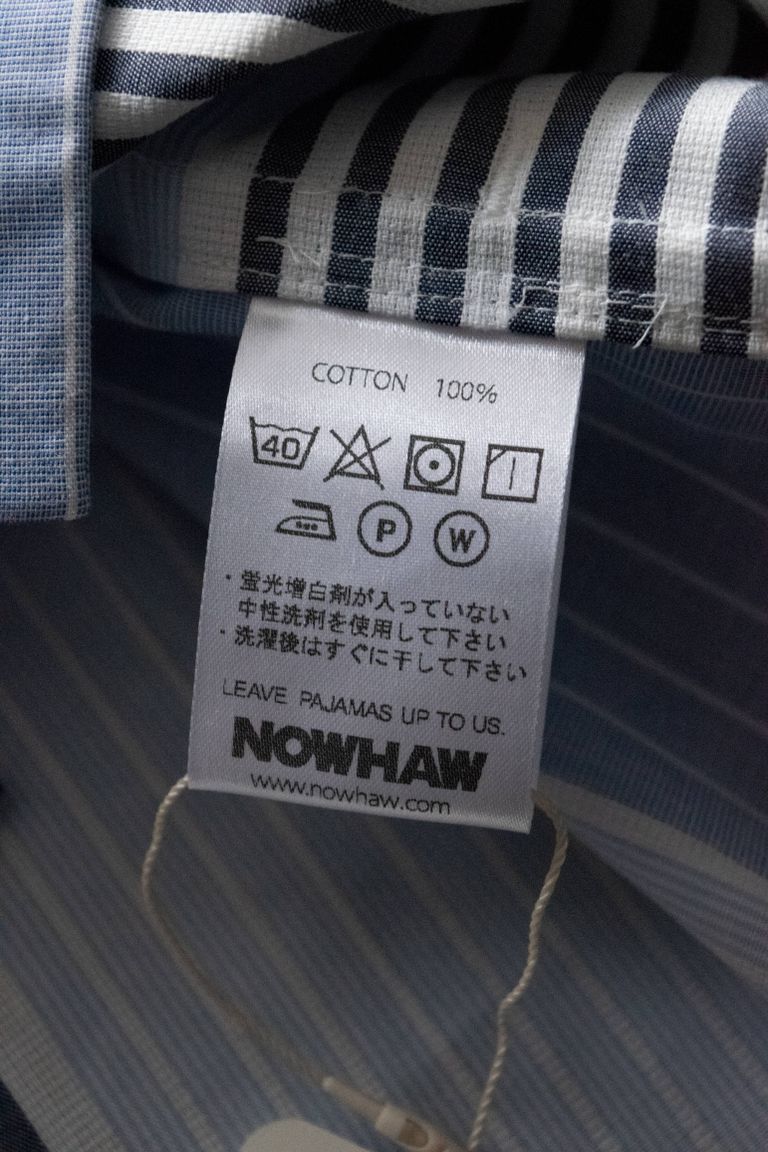 COTTON 100%
40
P W
・蛍光増白剤が入っていない
中性洗剤を使用して下さい
・洗濯後はすぐに干して下さい
LEAVE PAJAMAS UP TO US.
NOWHAW
www.nowhaw.com